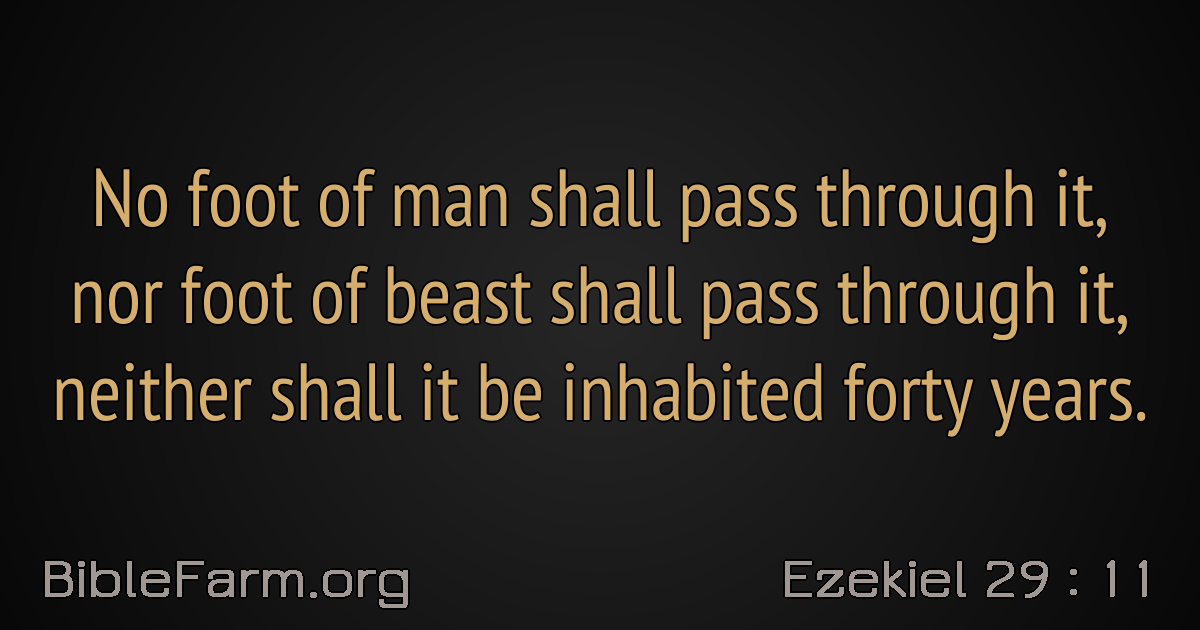 No foot of man shall pass through it,
nor foot of beast shall pass through it,
neither shall it be inhabited forty years.
BibleFarm.org
Ezekiel 29 : 11